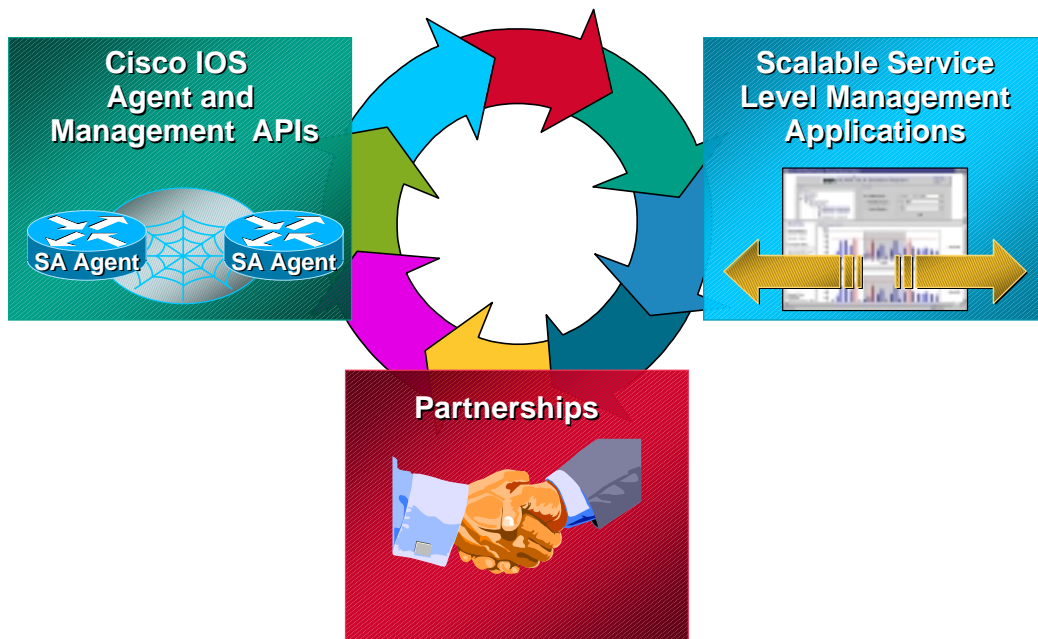 Cisco IOS
Agent and
Management APIs
SA Agent
SA Agent
Scalable Service
Level Management
Applications
Partnerships